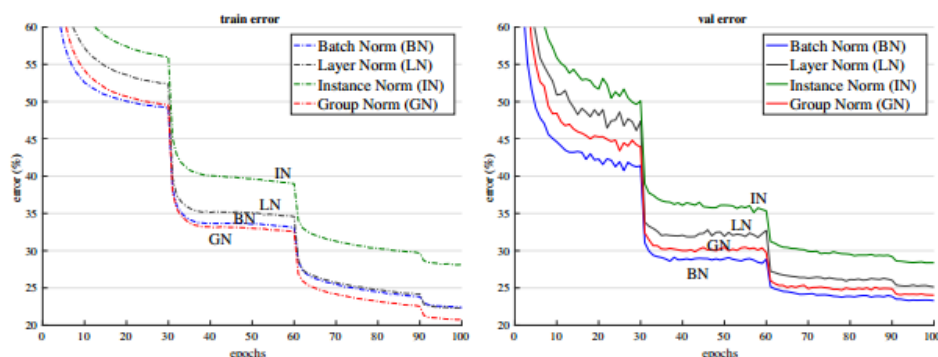 train error
60
55
50
45
40
35
30
25
20
error (%)
Batch Norm (BN)
Layer Norm (LN)
Instance Norm (IN)
Group Norm (GN)
IN
LN
BN
GN
0 10 20 30 40 50 60 70 80 90 100
epochs
val error
60
55
50
45
40
35
30
25
20
error (%)
Batch Norm (BN)
Layer Norm (LN)
Instance Norm (IN)
Group Norm (GN)
IN
LN
GN
BN
0 10 20 30 40 50 60 70 80 90 100
epochs